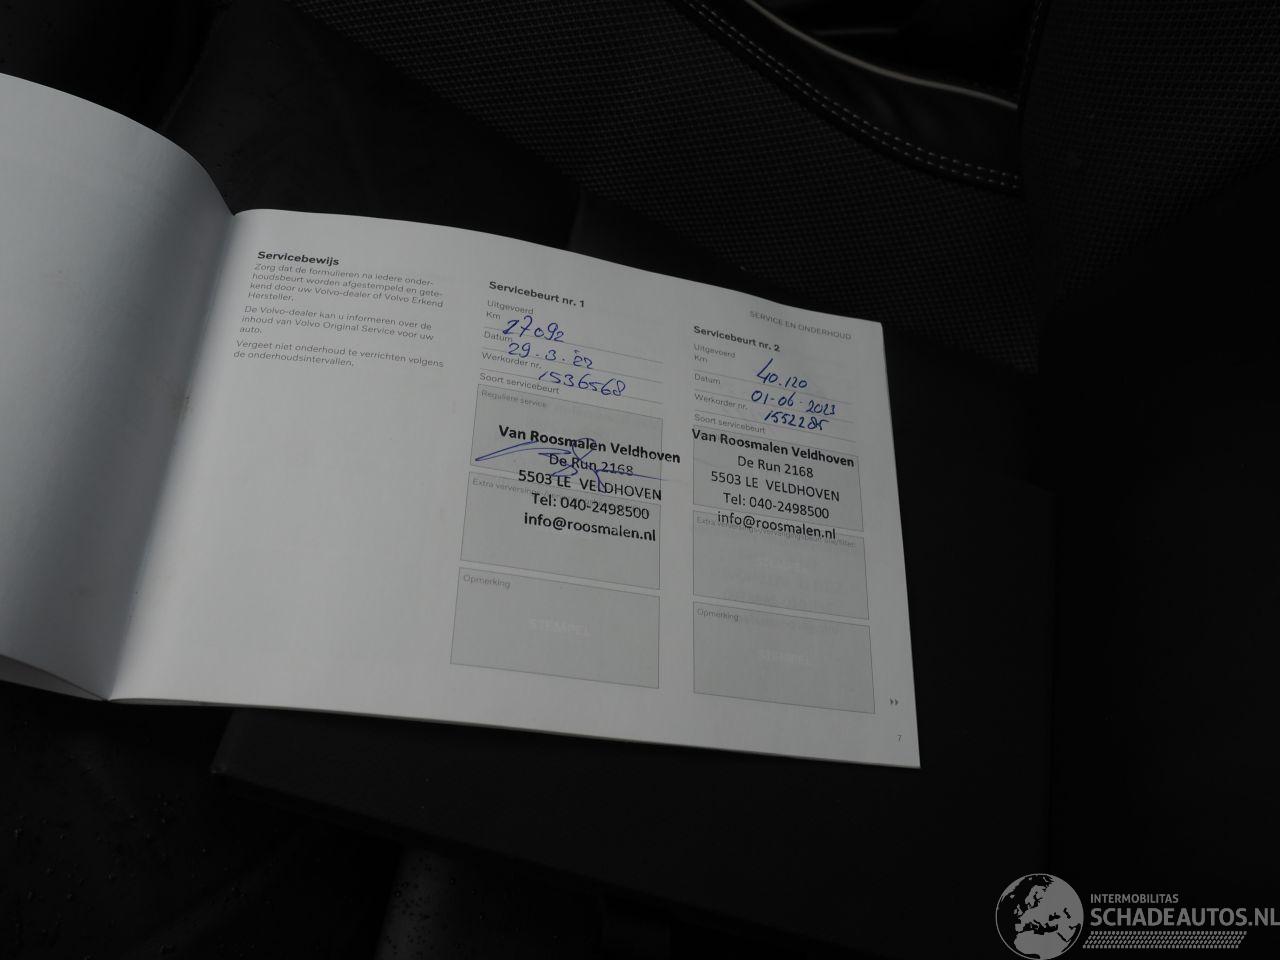 Servicebewijs
Zorg dat de formulieren na iedere onder-
houdsbeurt worden afgestempeld en gete-
kend door uw Volvo-dealer of Volvo Erkend
Hersteller.
De Volvo-dealer kan u informeren over de
inhoud van Volvo Original Service voor uw
auto.
Vergeet niet onderhoud te verrichten volgens
de onderhoudsintervallen.
Servicebeurt nr. 1
Uitgevoerd
Km 27092
Datum 29.3.22
Werkorder nr. 1536568
Soort servicebeurt
Reguliere service
Van Roosmalen Veldhoven
De Run 2168
5503 LE VELDHOVEN
Extra verversings
Tel: 040-2498500
info@roosmalen.nl
Opmerking
STEMPEL
SERVICE EN ONDERHOUD
Servicebeurt nr. 2
Uitgevoerd
Km 40.120
Datum 01-06-2023
Werkorder nr. 1552285
Soort servicebeurt
Van Roosmalen Veldhoven
De Run 2168
5503 LE VELDHOVEN
Tel: 040-2498500
info@roosmalen.nl
STEMPEL
Opmerking
STEMPEL
7
INTERMOBILITAS
SCHADEAUTOS.NL